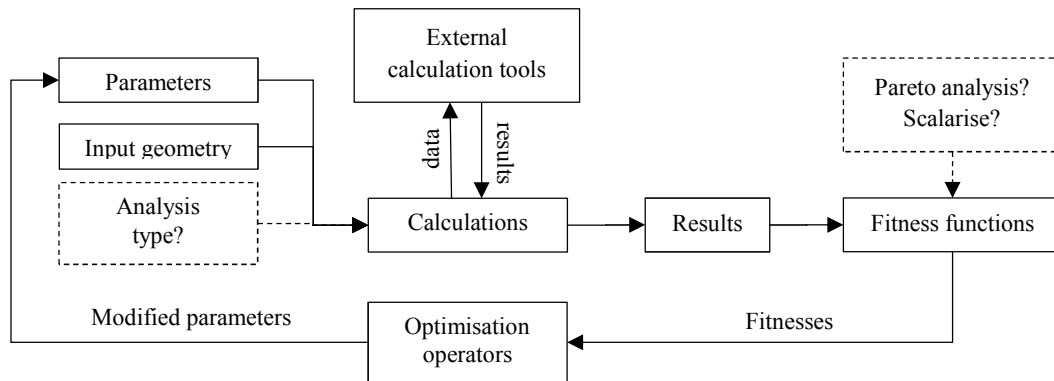 External
calculation tools
Parameters
Pareto analysis?
Scalarise?
Input geometry
data
results
Analysis
type?
Calculations
Results
Fitness functions
Modified parameters
Optimisation
operators
Fitnesses